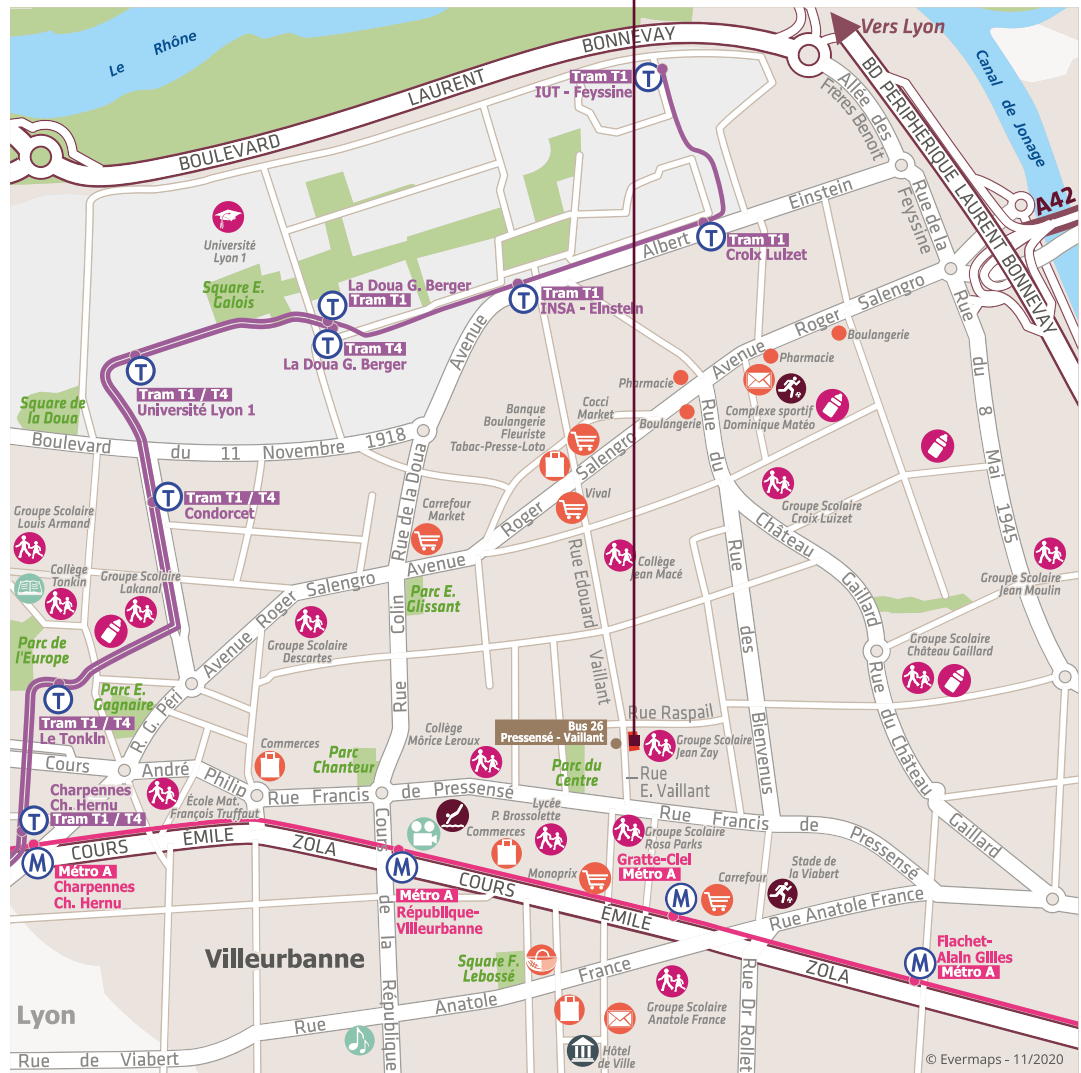 Vers Lyon
Le Rhône
BOULEVARD LAURENT BONNEVAY
Canal de Jonage
BD PÉRIPHÉRIQUE LAURENT BONNEVAY
A42
Allée des
Frères Benoit
Tram T1
IUT - Feyssine
Rue de la
Feyssine
Avenue Albert Einstein
Tram T1
Croix Luizet
Université
Lyon 1
Square E.
Galois
La Doua G. Berger
Tram T1
Tram T4
La Doua G. Berger
Tram T1
INSA - Einstein
Avenue Roger Salengro
Boulangerie
Pharmacie
Pharmacie
Boulangerie
Complexe sportif
Dominique Matéo
Tram T1 / T4
Université Lyon 1
Square de
la Doua
Boulevard du 11 Novembre 1918
Banque
Boulangerie
Fleuriste
Tabac-Presse-Loto
Cocci
Market
Vival
Roger Salengro
Rue du 8 Mai 1945
Rue du Château Gaillard
Tram T1 / T4
Condorcet
Groupe Scolaire
Louis Armand
Collège
Tonkin
Groupe Scolaire
Lakanal
Carrefour
Market
Rue de la Doua
Avenue
Avenue Roger Salengro
Groupe Scolaire
Croix Luizet
Collège
Jean Macé
Groupe Scolaire
Jean Moulin
Parc E.
Glissant
Rue Colin
Rue Edouard Vaillant
Rue des Bienvenus
Parc de
l'Europe
Groupe Scolaire
Descartes
Groupe Scolaire
Château Gaillard
Parc E.
Gagnaire
R. G. Péri
Tram T1 / T4
Le Tonkin
Rue Raspail
Bus 26
Pressensé - Vaillant
Groupe Scolaire
Jean Zay
Collège
Môrice Leroux
Commerces
Parc
Chanteur
Parc du
Centre
Rue
E. Vaillant
Rue du Château Gaillard
Cours André Philip
Charpennes
Ch. Hernu
Tram T1 / T4
École Mat.
François Truffaut
Rue Francis de Pressensé
Rue Francis de Pressensé
Lycée
P. Brossolette
Commerces
Groupe Scolaire
Rosa Parks
COURS ÉMILE ZOLA
Métro A
Charpennes
Ch. Hernu
Métro A
République-
Villeurbanne
Monoprix
Gratte-Ciel
Métro A
Carrefour
Stade de
la Viabert
COURS ÉMILE ZOLA
Rue Anatole France
Cours de la République
Villeurbanne
Square F.
Lebossé
Flachet-
Alain Gilles
Métro A
Groupe Scolaire
Anatole France
Lyon
Rue Anatole France
Rue Dr Rollet
Rue de Viabert
Hôtel
de Ville
© Evermaps - 11/2020
T
T
T
T
T
T
T
T
T
M
M
M
M